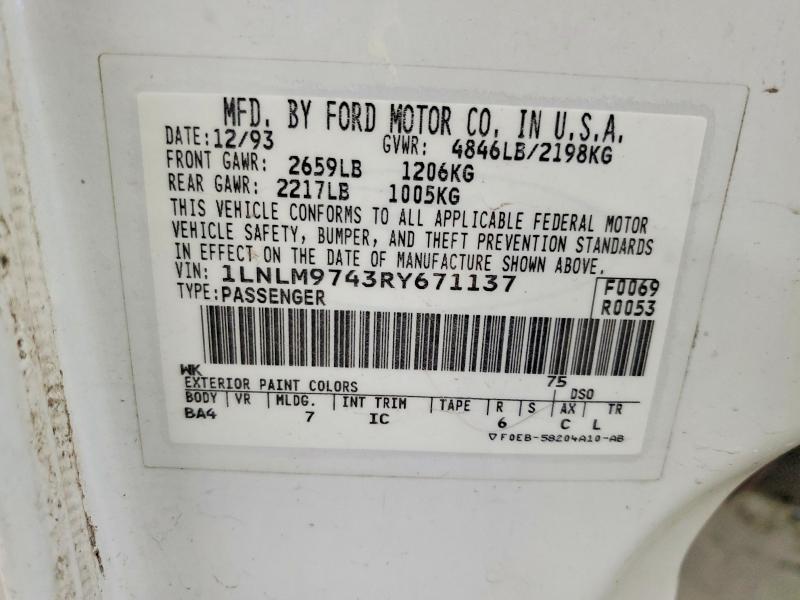 MFD. BY FORD MOTOR CO. IN U.S.A.
DATE: 12/93 GVWR: 4846LB/2198KG
FRONT GAWR: 2659LB 1206KG
REAR GAWR: 2217LB 1005KG
THIS VEHICLE CONFORMS TO ALL APPLICABLE FEDERAL MOTOR
VEHICLE SAFETY, BUMPER, AND THEFT PREVENTION STANDARDS
IN EFFECT ON THE DATE OF MANUFACTURE SHOWN ABOVE.
VIN: 1LNLM9743RY671137 F0069
TYPE: PASSENGER R0053
WK 75
EXTERIOR PAINT COLORS DSO
BODY VR MLDG. INT TRIM TAPE R S AX TR
BA4 7 IC 6 C L
F0EB-58204A10-AB